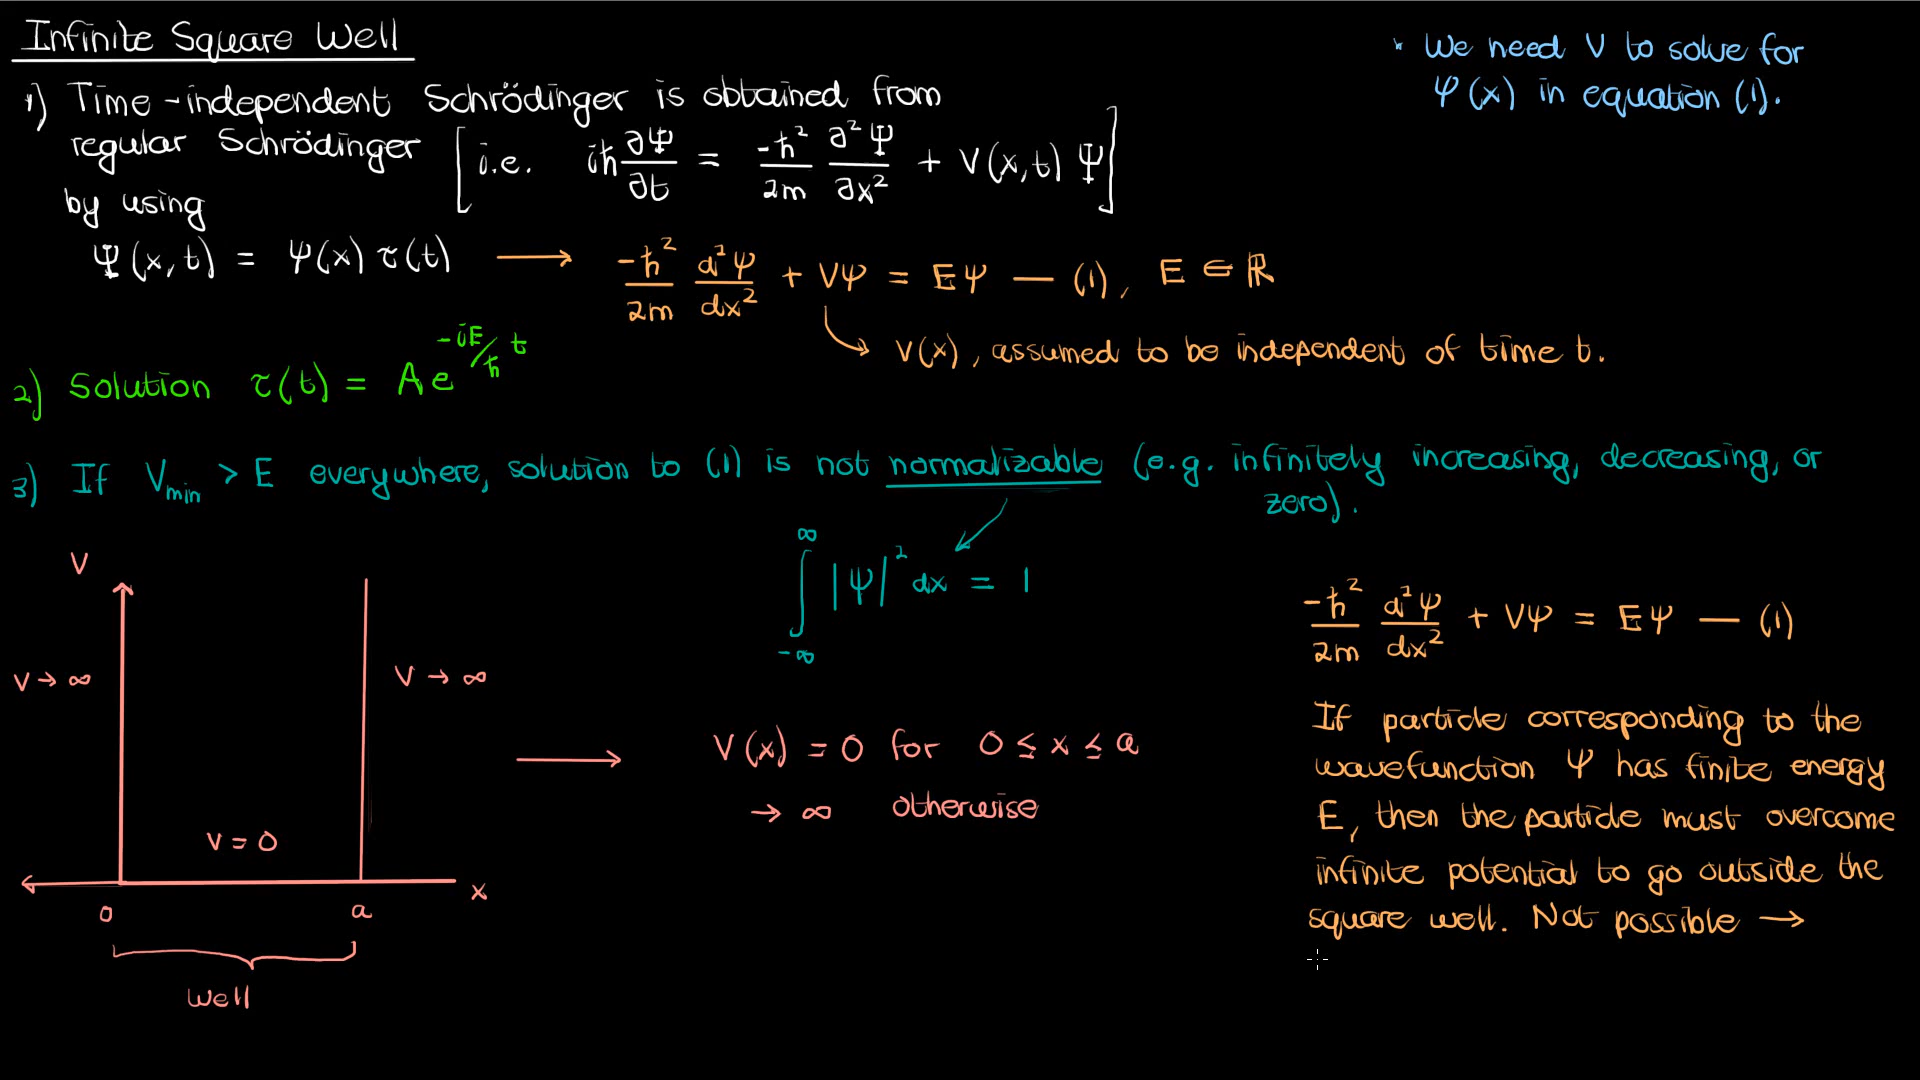 Infinite Square Well
1) Time-independent Schrödinger is obtained from
regular Schrödinger [i.e. iħ ∂Ψ/∂t = -ħ²/2m ∂²Ψ/∂x² + V(x,t) Ψ]
by using
Ψ(x,t) = ψ(x) τ(t) ⟶ -ħ²/2m d²ψ/dx² + Vψ = Eψ — (1), E ∈ ℝ
V(x), assumed to be independent of time t.
2) Solution τ(t) = A e^(-iE/ħ t)
3) If Vmin > E everywhere, solution to (1) is not normalizable (e.g. infinitely increasing, decreasing, or
zero).
∫_{-∞}^{∞} |Ψ|² dx = 1
V
V → ∞
V → ∞
V = 0
0
a
x
Well
⟶ V(x) = 0 for 0 ≤ x ≤ a
→ ∞ otherwise
• We need V to solve for
ψ(x) in equation (1).
-ħ²/2m d²ψ/dx² + Vψ = Eψ — (1)
If particle corresponding to the
wavefunction Ψ has finite energy
E, then the particle must overcome
infinite potential to go outside the
square well. Not possible →